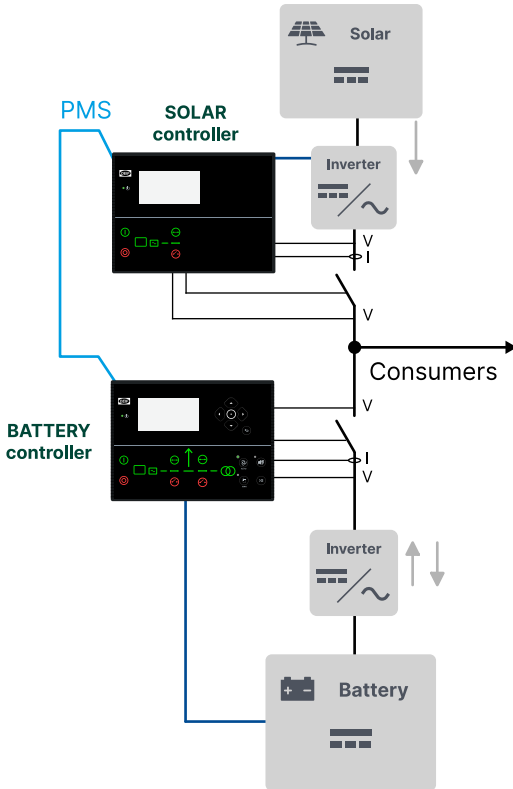 Solar
PMS
SOLAR
controller
Inverter
V
I
V
Consumers
V
BATTERY
controller
I
V
Inverter
Battery